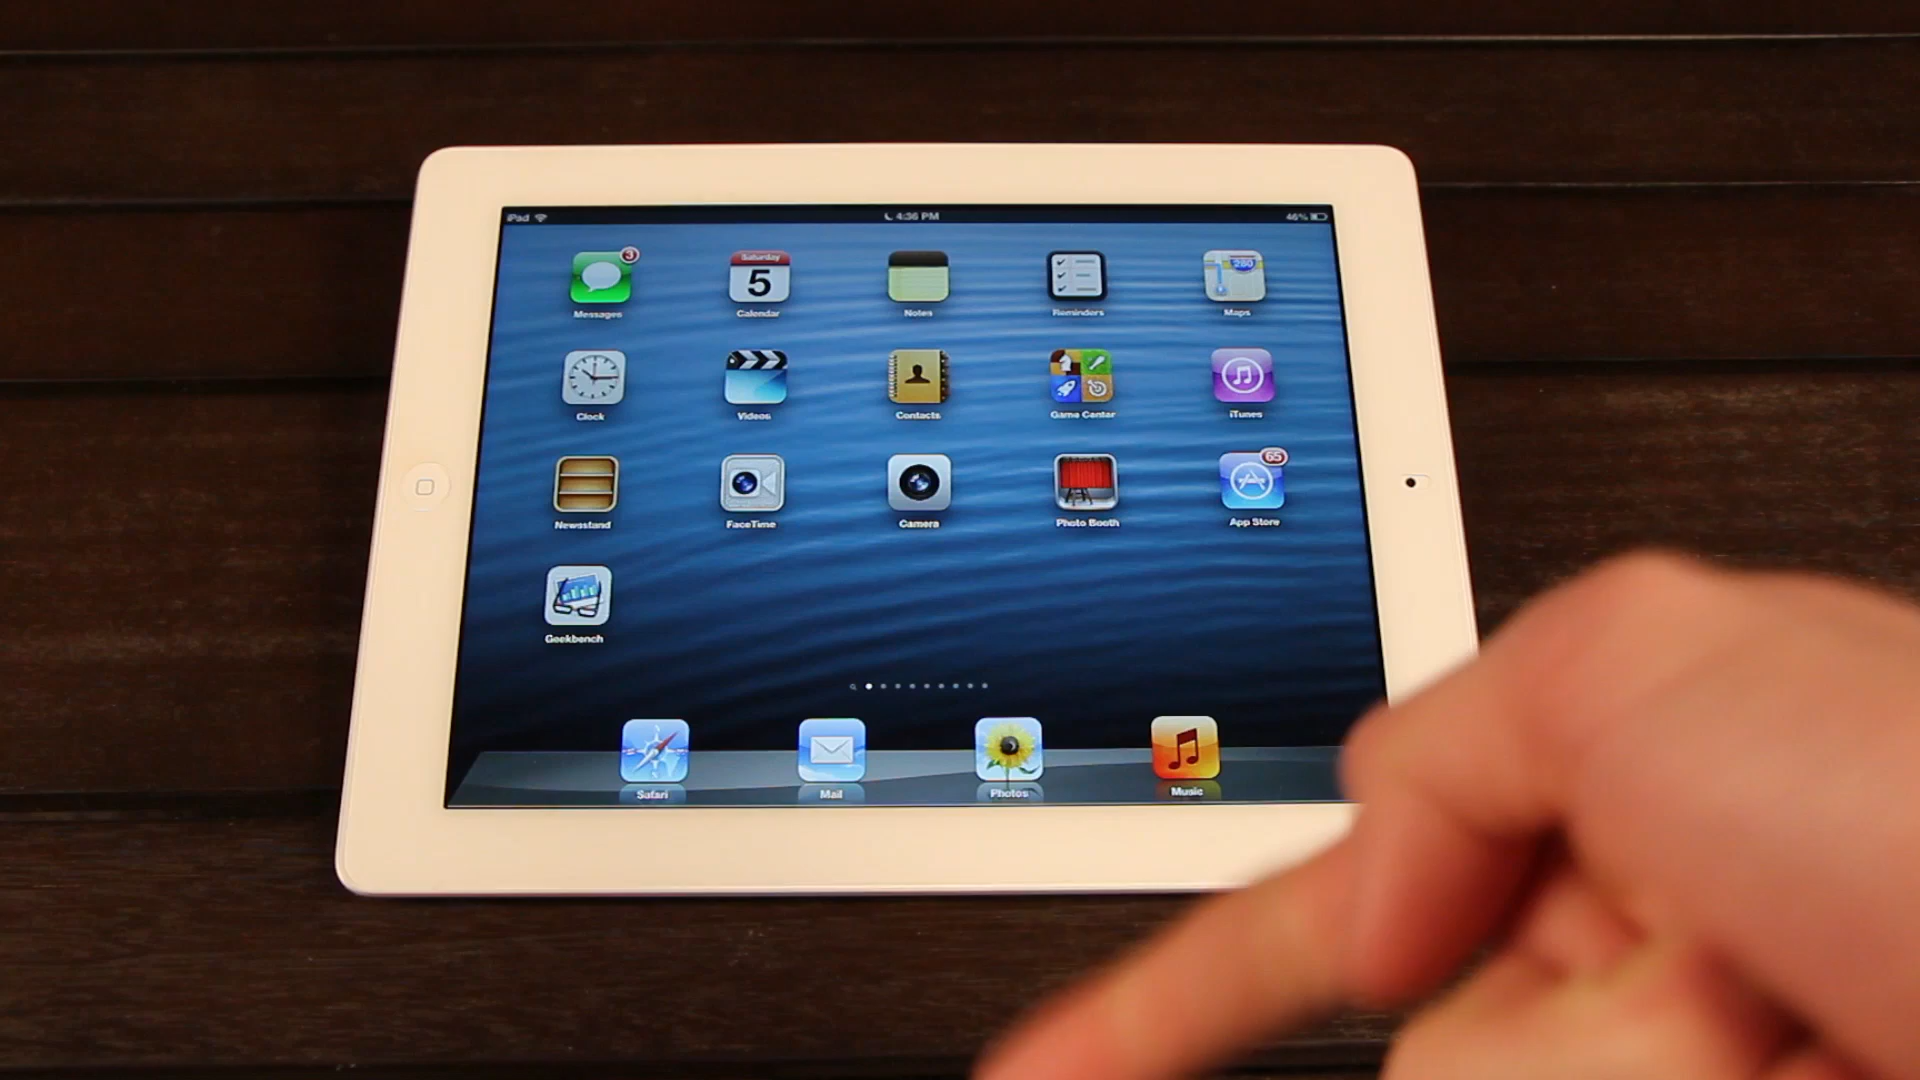 iPad 4:36 PM 46%
3 Saturday 280
5
Messages Calendar Notes Reminders Maps
Clock Videos Contacts Game Center iTunes
65
Newsstand FaceTime Camera Photo Booth App Store
Geekbench
Safari Mail Photos Music